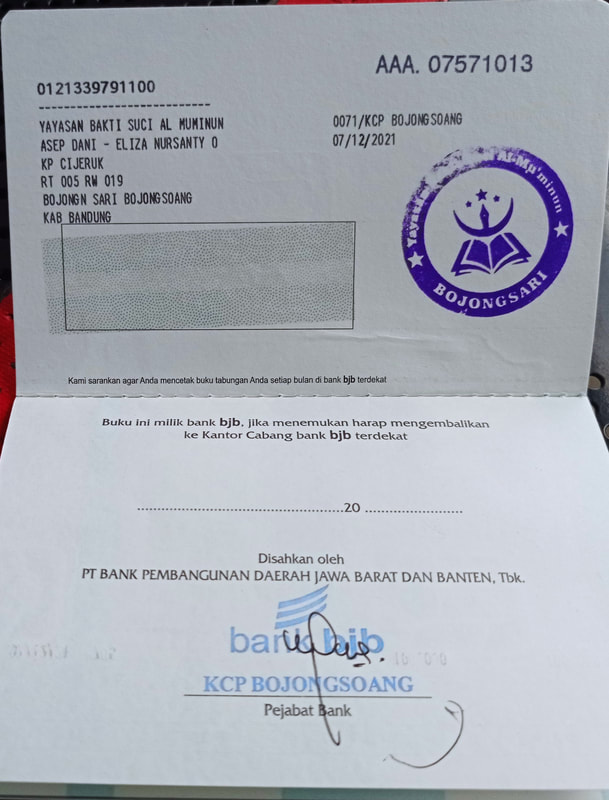 AAA. 07571013
0121339791100
--------------------------
YAYASAN BAKTI SUCI AL MUMINUN
ASEP DANI - ELIZA NURSANTY O
KP CIJERUK
RT 005 RW 019
BOJONGN SARI BOJONGSOANG
KAB BANDUNG
0071/KCP BOJONGSOANG
07/12/2021
Al-Mu'minun
BOJONGSARI
Kami sarankan agar Anda mencetak buku tabungan Anda setiap bulan di bank bjb terdekat
Buku ini milik bank bjb, jika menemukan harap mengembalikan
ke Kantor Cabang bank bjb terdekat
....................................................20 ........................
Disahkan oleh
PT BANK PEMBANGUNAN DAERAH JAWA BARAT DAN BANTEN, Tbk.
bank bjb
KCP BOJONGSOANG
Pejabat Bank